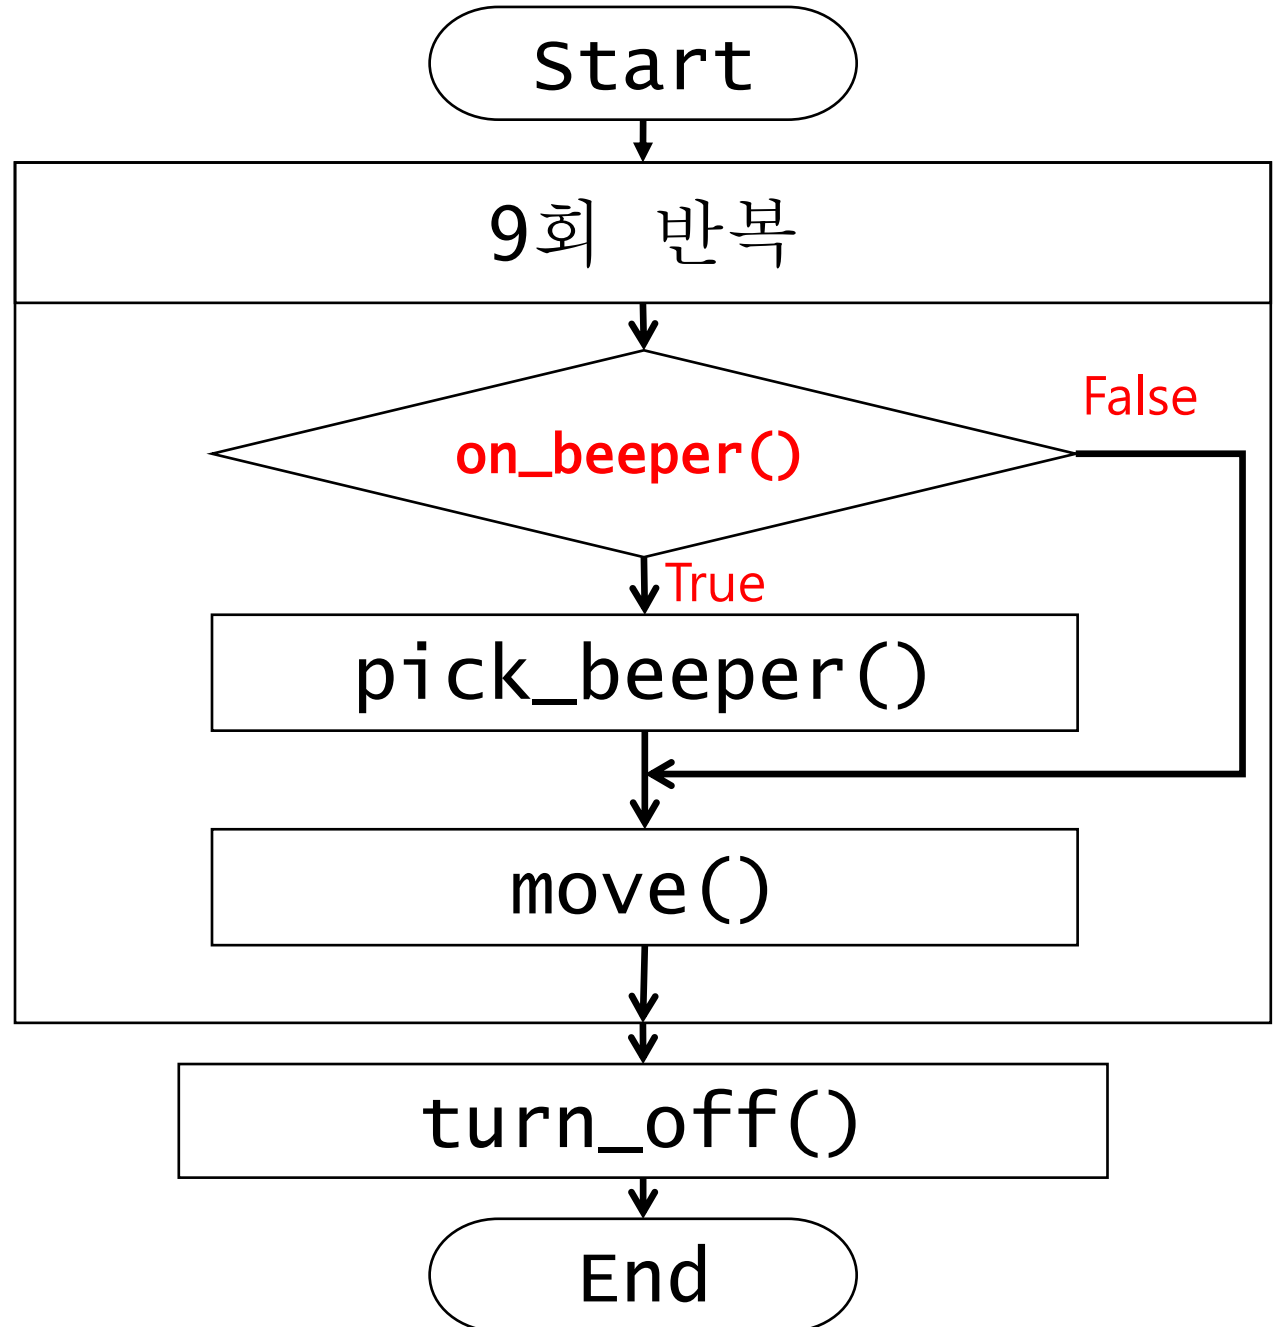 Start
9회 반복
on_beeper()
False
True
pick_beeper()
move()
turn_off()
End